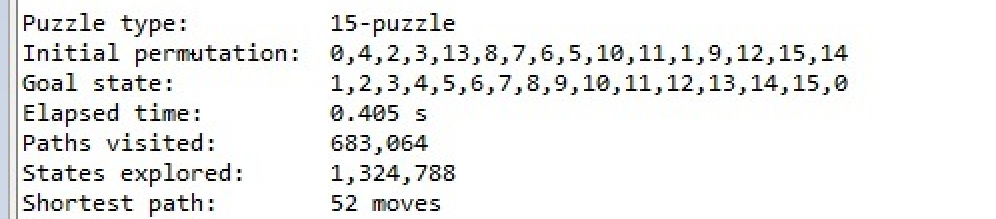 Puzzle type: 15-puzzle
Initial permutation: 0,4,2,3,13,8,7,6,5,10,11,1,9,12,15,14
Goal state: 1,2,3,4,5,6,7,8,9,10,11,12,13,14,15,0
Elapsed time: 0.405 s
Paths visited: 683,064
States explored: 1,324,788
Shortest path: 52 moves